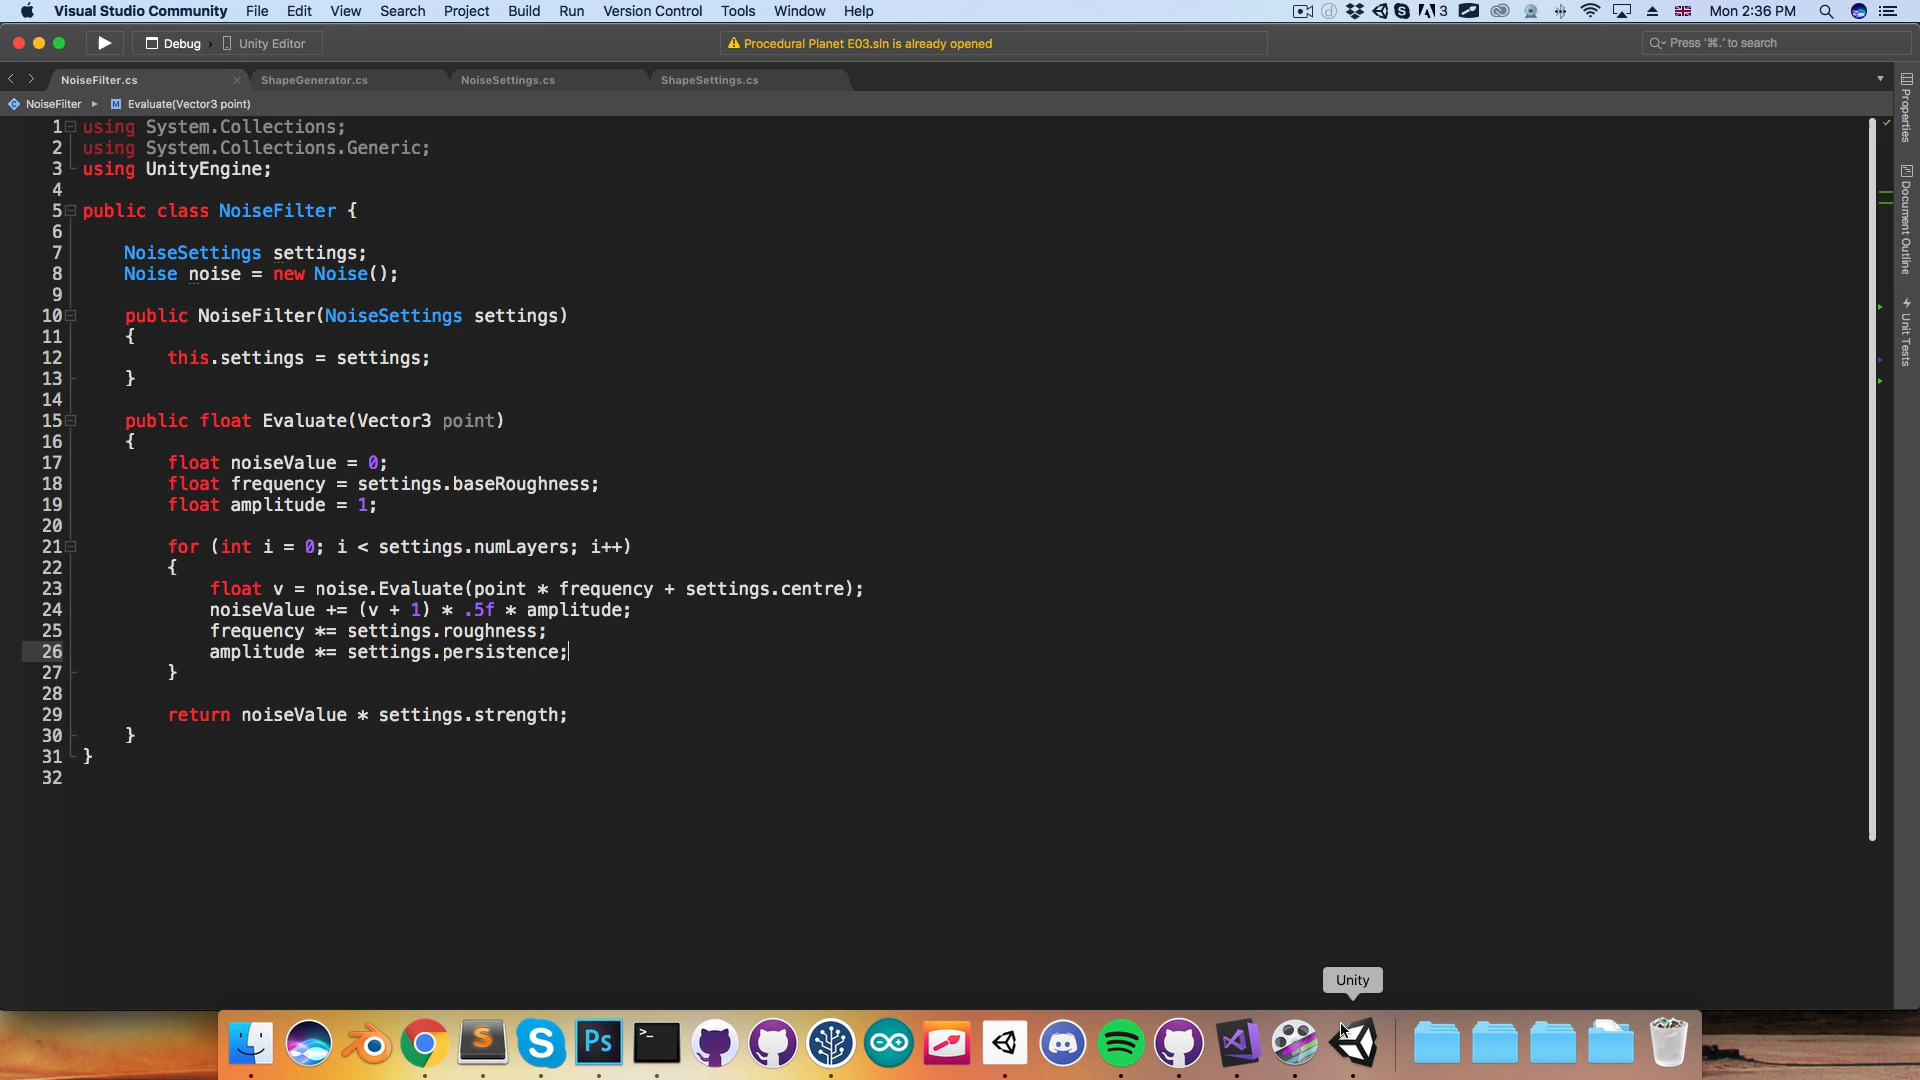 Visual Studio Community File Edit View Search Project Build Run Version Control Tools Window Help 3 Mon 2:36 PM
Debug › Unity Editor Procedural Planet E03.sln is already opened Press '⌘.' to search
NoiseFilter.cs × ShapeGenerator.cs NoiseSettings.cs ShapeSettings.cs
NoiseFilter ▸ M Evaluate(Vector3 point)
1 using System.Collections;
2 using System.Collections.Generic;
3 using UnityEngine;
4
5 public class NoiseFilter {
6
7 NoiseSettings settings;
8 Noise noise = new Noise();
9
10 public NoiseFilter(NoiseSettings settings)
11 {
12 this.settings = settings;
13 }
14
15 public float Evaluate(Vector3 point)
16 {
17 float noiseValue = 0;
18 float frequency = settings.baseRoughness;
19 float amplitude = 1;
20
21 for (int i = 0; i < settings.numLayers; i++)
22 {
23 float v = noise.Evaluate(point * frequency + settings.centre);
24 noiseValue += (v + 1) * .5f * amplitude;
25 frequency *= settings.roughness;
26 amplitude *= settings.persistence;
27 }
28
29 return noiseValue * settings.strength;
30 }
31 }
32
Properties
Document Outline
Unit Tests
Unity
S
Ps
>_